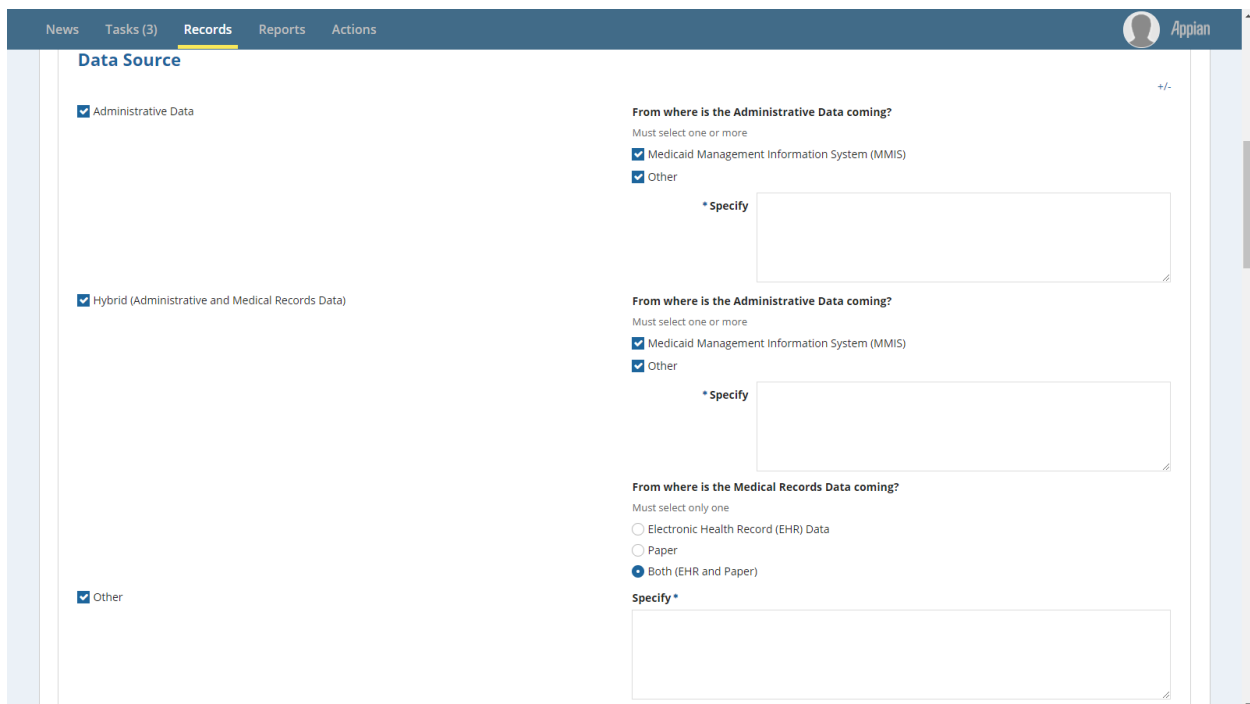 News Tasks (3) Records Reports Actions Appian
Data Source
+/-
Administrative Data
From where is the Administrative Data coming?
Must select one or more
Medicaid Management Information System (MMIS)
Other
* Specify
Hybrid (Administrative and Medical Records Data)
From where is the Administrative Data coming?
Must select one or more
Medicaid Management Information System (MMIS)
Other
* Specify
From where is the Medical Records Data coming?
Must select only one
Electronic Health Record (EHR) Data
Paper
Both (EHR and Paper)
Other
Specify *